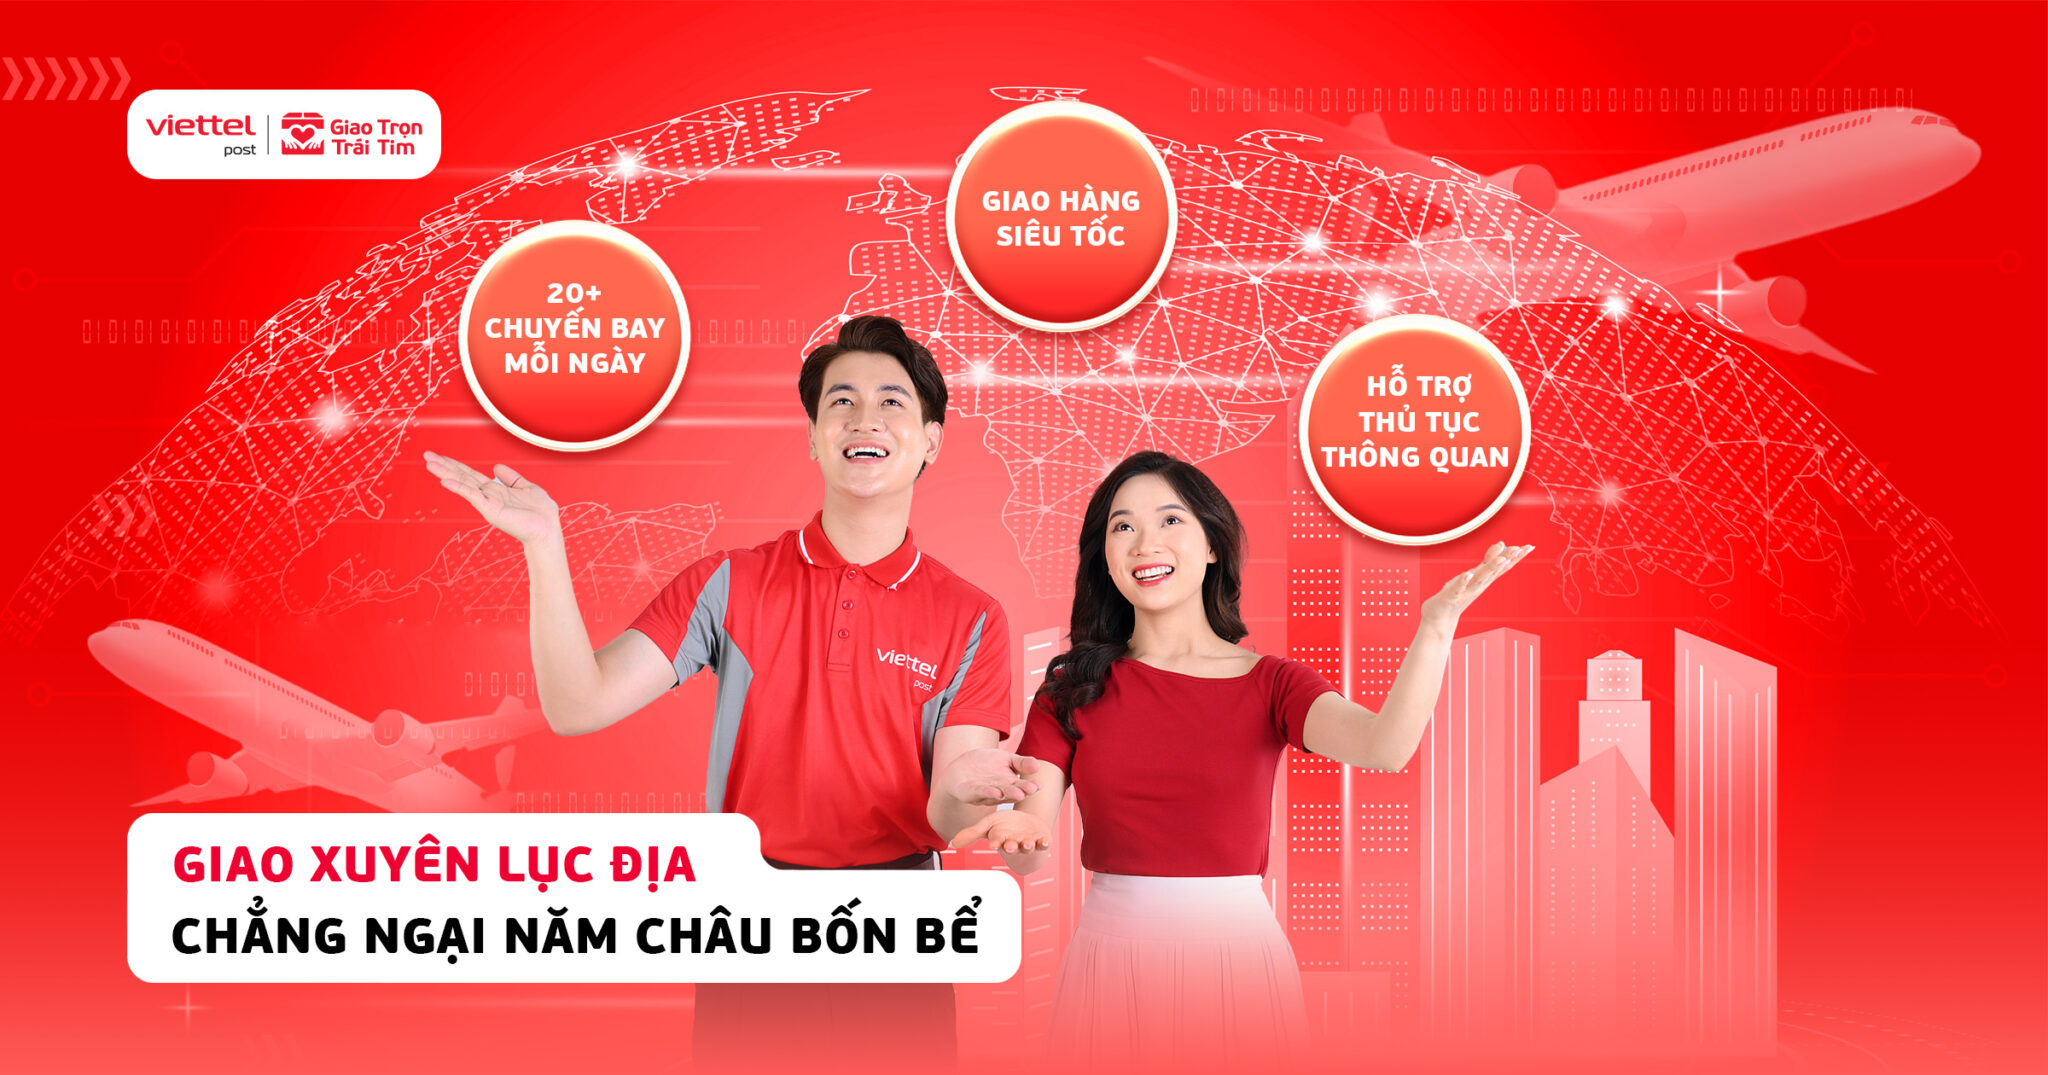 viettel
post
Giao Trọn
Trái Tim
20+
CHUYẾN BAY
MỖI NGÀY
GIAO HÀNG
SIÊU TỐC
HỖ TRỢ
THỦ TỤC
THÔNG QUAN
viettel
post
GIAO XUYÊN LỤC ĐỊA
CHẲNG NGẠI NĂM CHÂU BỐN BỂ